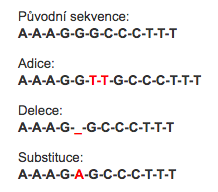 Původní sekvence:
A-A-A-G-G-G-C-C-C-T-T-T
Adice:
A-A-A-G-G-T-T-G-C-C-C-T-T-T
Delece:
A-A-A-G-_-G-C-C-C-T-T-T
Substituce:
A-A-A-G-A-G-C-C-C-T-T-T